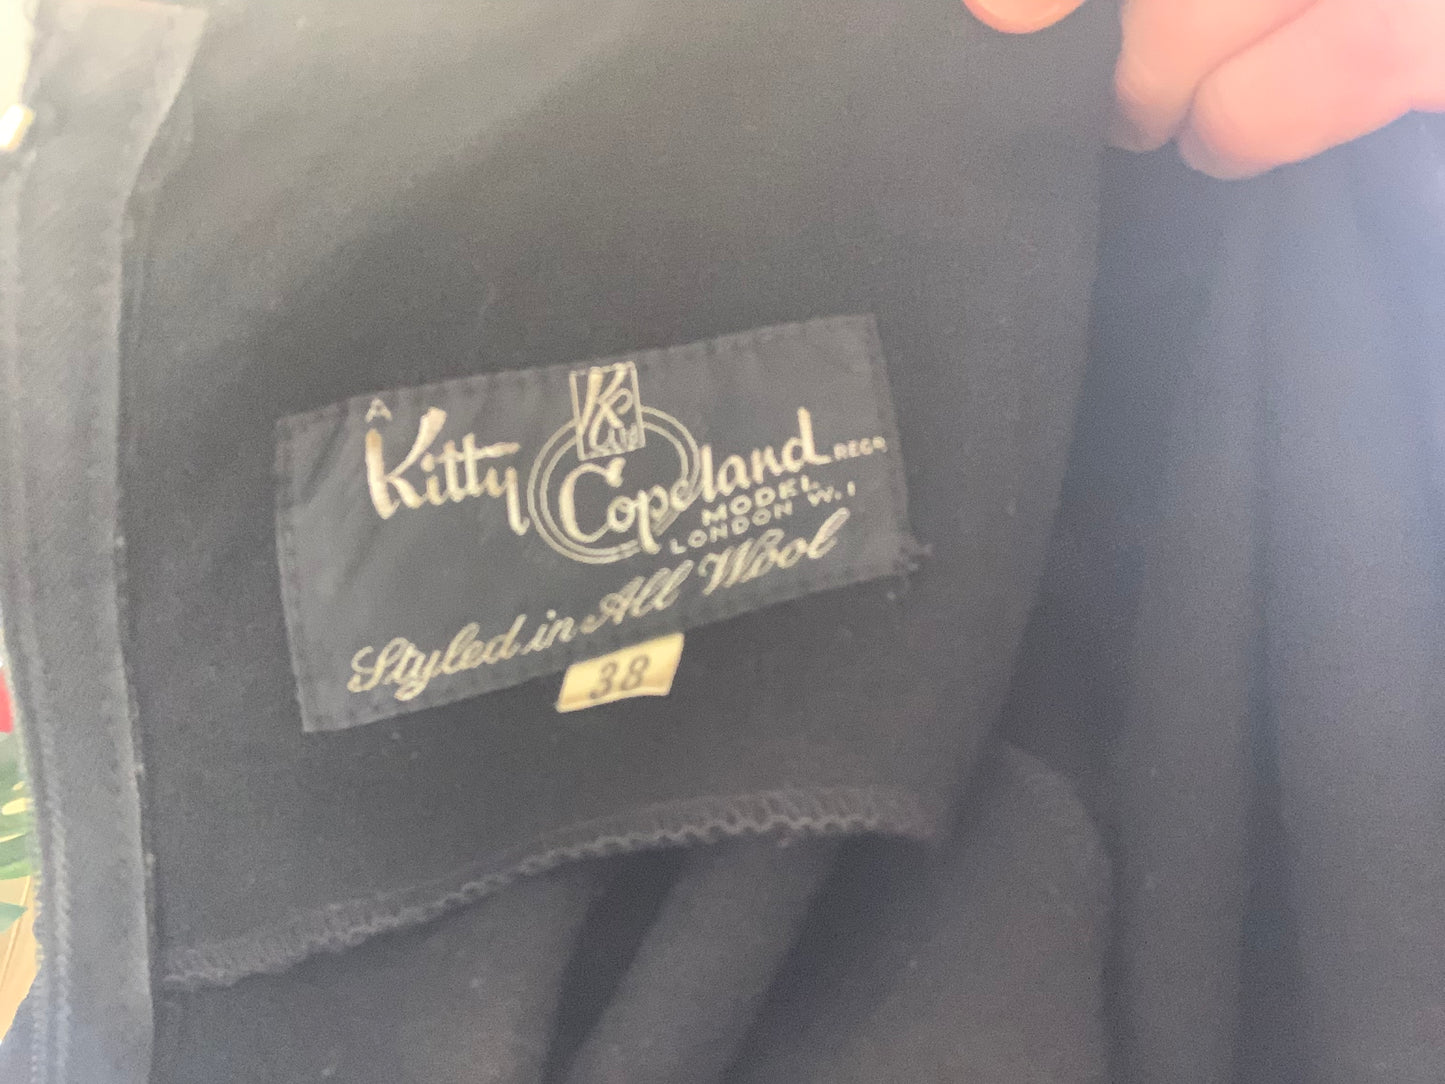 A
Kitty Copeland REGD
MODEL
LONDON W.1
Styled in All Wool
38